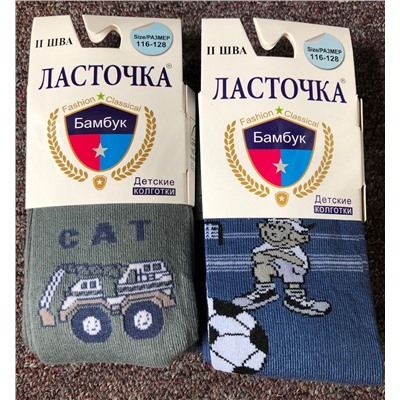 II ШВА
Size/РАЗМЕР
116-128
ЛАСТОЧКА®
Fashion ★ Classical
Бамбук
Детские
КОЛГОТКИ
CAT
II ШВА
Size/РАЗМЕР
116-128
ЛАСТОЧКА®
Fashion ★ Classical
Бамбук
Детские
КОЛГОТКИ